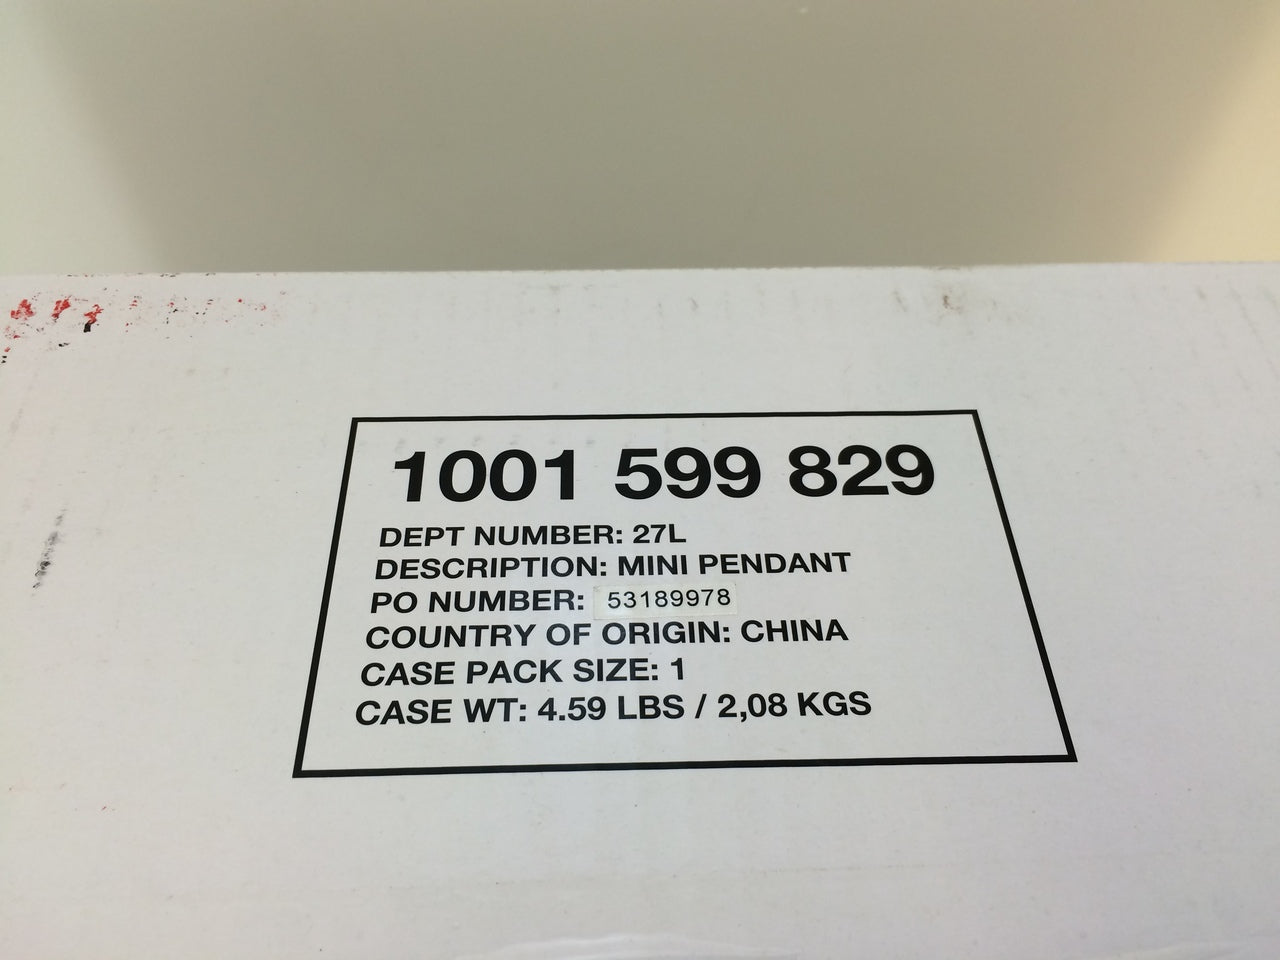 1001 599 829
DEPT NUMBER: 27L
DESCRIPTION: MINI PENDANT
PO NUMBER: 53189978
COUNTRY OF ORIGIN: CHINA
CASE PACK SIZE: 1
CASE WT: 4.59 LBS / 2,08 KGS